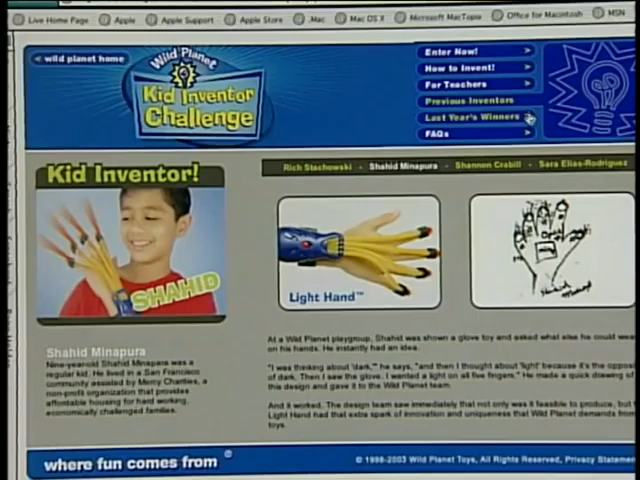 Live Home Page Apple Apple Support Apple Store .Mac Mac OS X Microsoft MacTopia Office for Macintosh MSN
< wild planet home
Wild Planet
Kid Inventor
Challenge
Enter Now! >
How to Invent! >
For Teachers >
Previous Inventors
Last Year's Winners >
FAQs >
Rich Stachowski - Shahid Minapura - Shannon Crabill - Sara Elias-Rodriguez
Kid Inventor!
SHAHID
Light Hand™
Shahid Minapura
Nine-year-old Shahid Minapara was a
regular kid. He lived in a San Francisco
community assisted by Mercy Charities, a
non-profit organization that provides
affordable housing for hard working,
economically challenged families.
At a Wild Planet playgroup, Shahid was shown a glove toy and asked what else he could
on his hands. He instantly had an idea.
"I was thinking about 'dark,'" he says, "and then I thought about 'light' because it's the
of dark. Then I saw the glove. I wanted a light on all five fingers." He made a quick drawing of
this design and gave it to the Wild Planet team.
And it worked. The design team saw immediately that not only was it feasible to produce, but
Light Hand had that extra spark of innovation and uniqueness that Wild Planet demands
toys.
where fun comes from
© 1998-2003 Wild Planet Toys, All Rights Reserved, Privacy